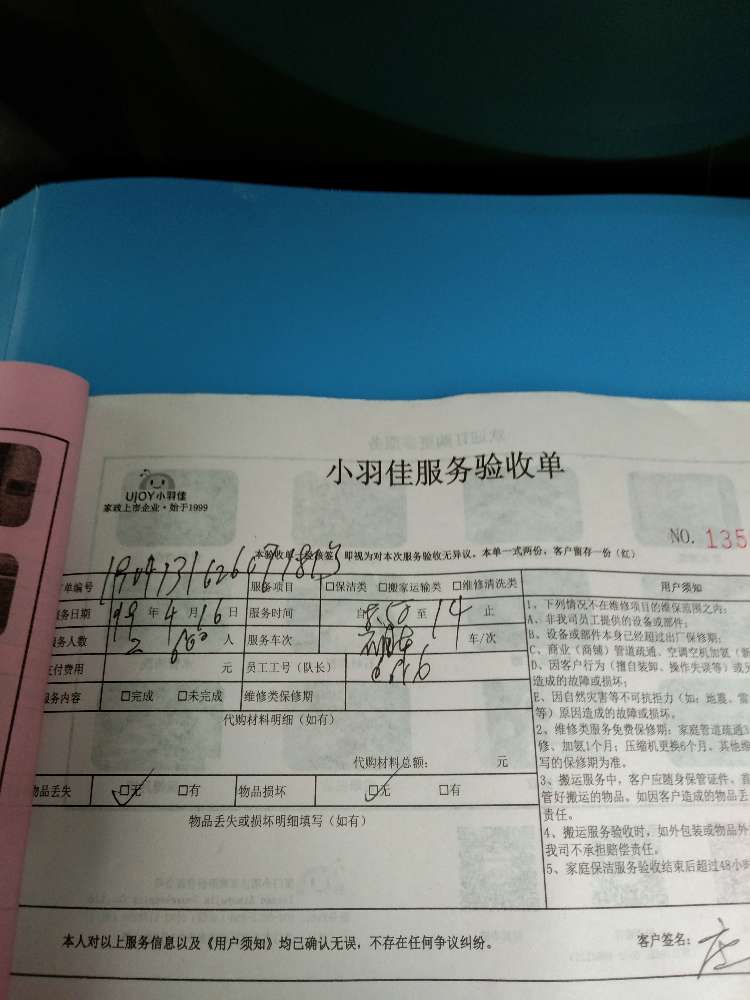 小羽佳服务验收单
UJOY小羽佳
家政上市企业·始于1999
NO. 135
本验收单一经核签，即视为对本次服务验收无异议。本单一式两份，客户留存一份（红）
单编号 服务项目 □保洁类 □搬家运输类 □维修清洗类 用户须知
务日期 年 4 月 16 日 服务时间 自 8:50 至 14 止
务人数 2 人 服务车次 车/次
付费用 600 元 员工工号（队长）
服务内容 □完成 □未完成 维修类保修期
代购材料明细（如有）
代购材料总额： 元
物品丢失 □无 □有 物品损坏 □无 □有
物品丢失或损坏明细填写（如有）
1、下列情况不在维修项目的维保范围之内：
A、非我司员工提供的设备或部件；
B、设备或部件本身已经超过出厂保修期；
C、商业（商铺）管道疏通、空调空机加氨（新
D、因客户行为（擅自装卸、操作失误等）或
造成的故障或损坏；
E、因自然灾害等不可抗拒力（如：地震、雷
等）原因造成的故障或损坏。
2、维修类服务免费保修期：家庭管道疏通3
修、加氨1个月；压缩机更换6个月。其他维
写的保修期为准。
3、搬运服务中，客户应随身保管证件、首
管好搬运的物品。如因客户造成的物品丢
责任。
4、搬运服务验收时，如外包装或物品外
我司不承担赔偿责任。
5、家庭保洁服务验收结束后超过48小时
本人对以上服务信息以及《用户须知》均已确认无误，不存在任何争议纠纷。
客户签名：